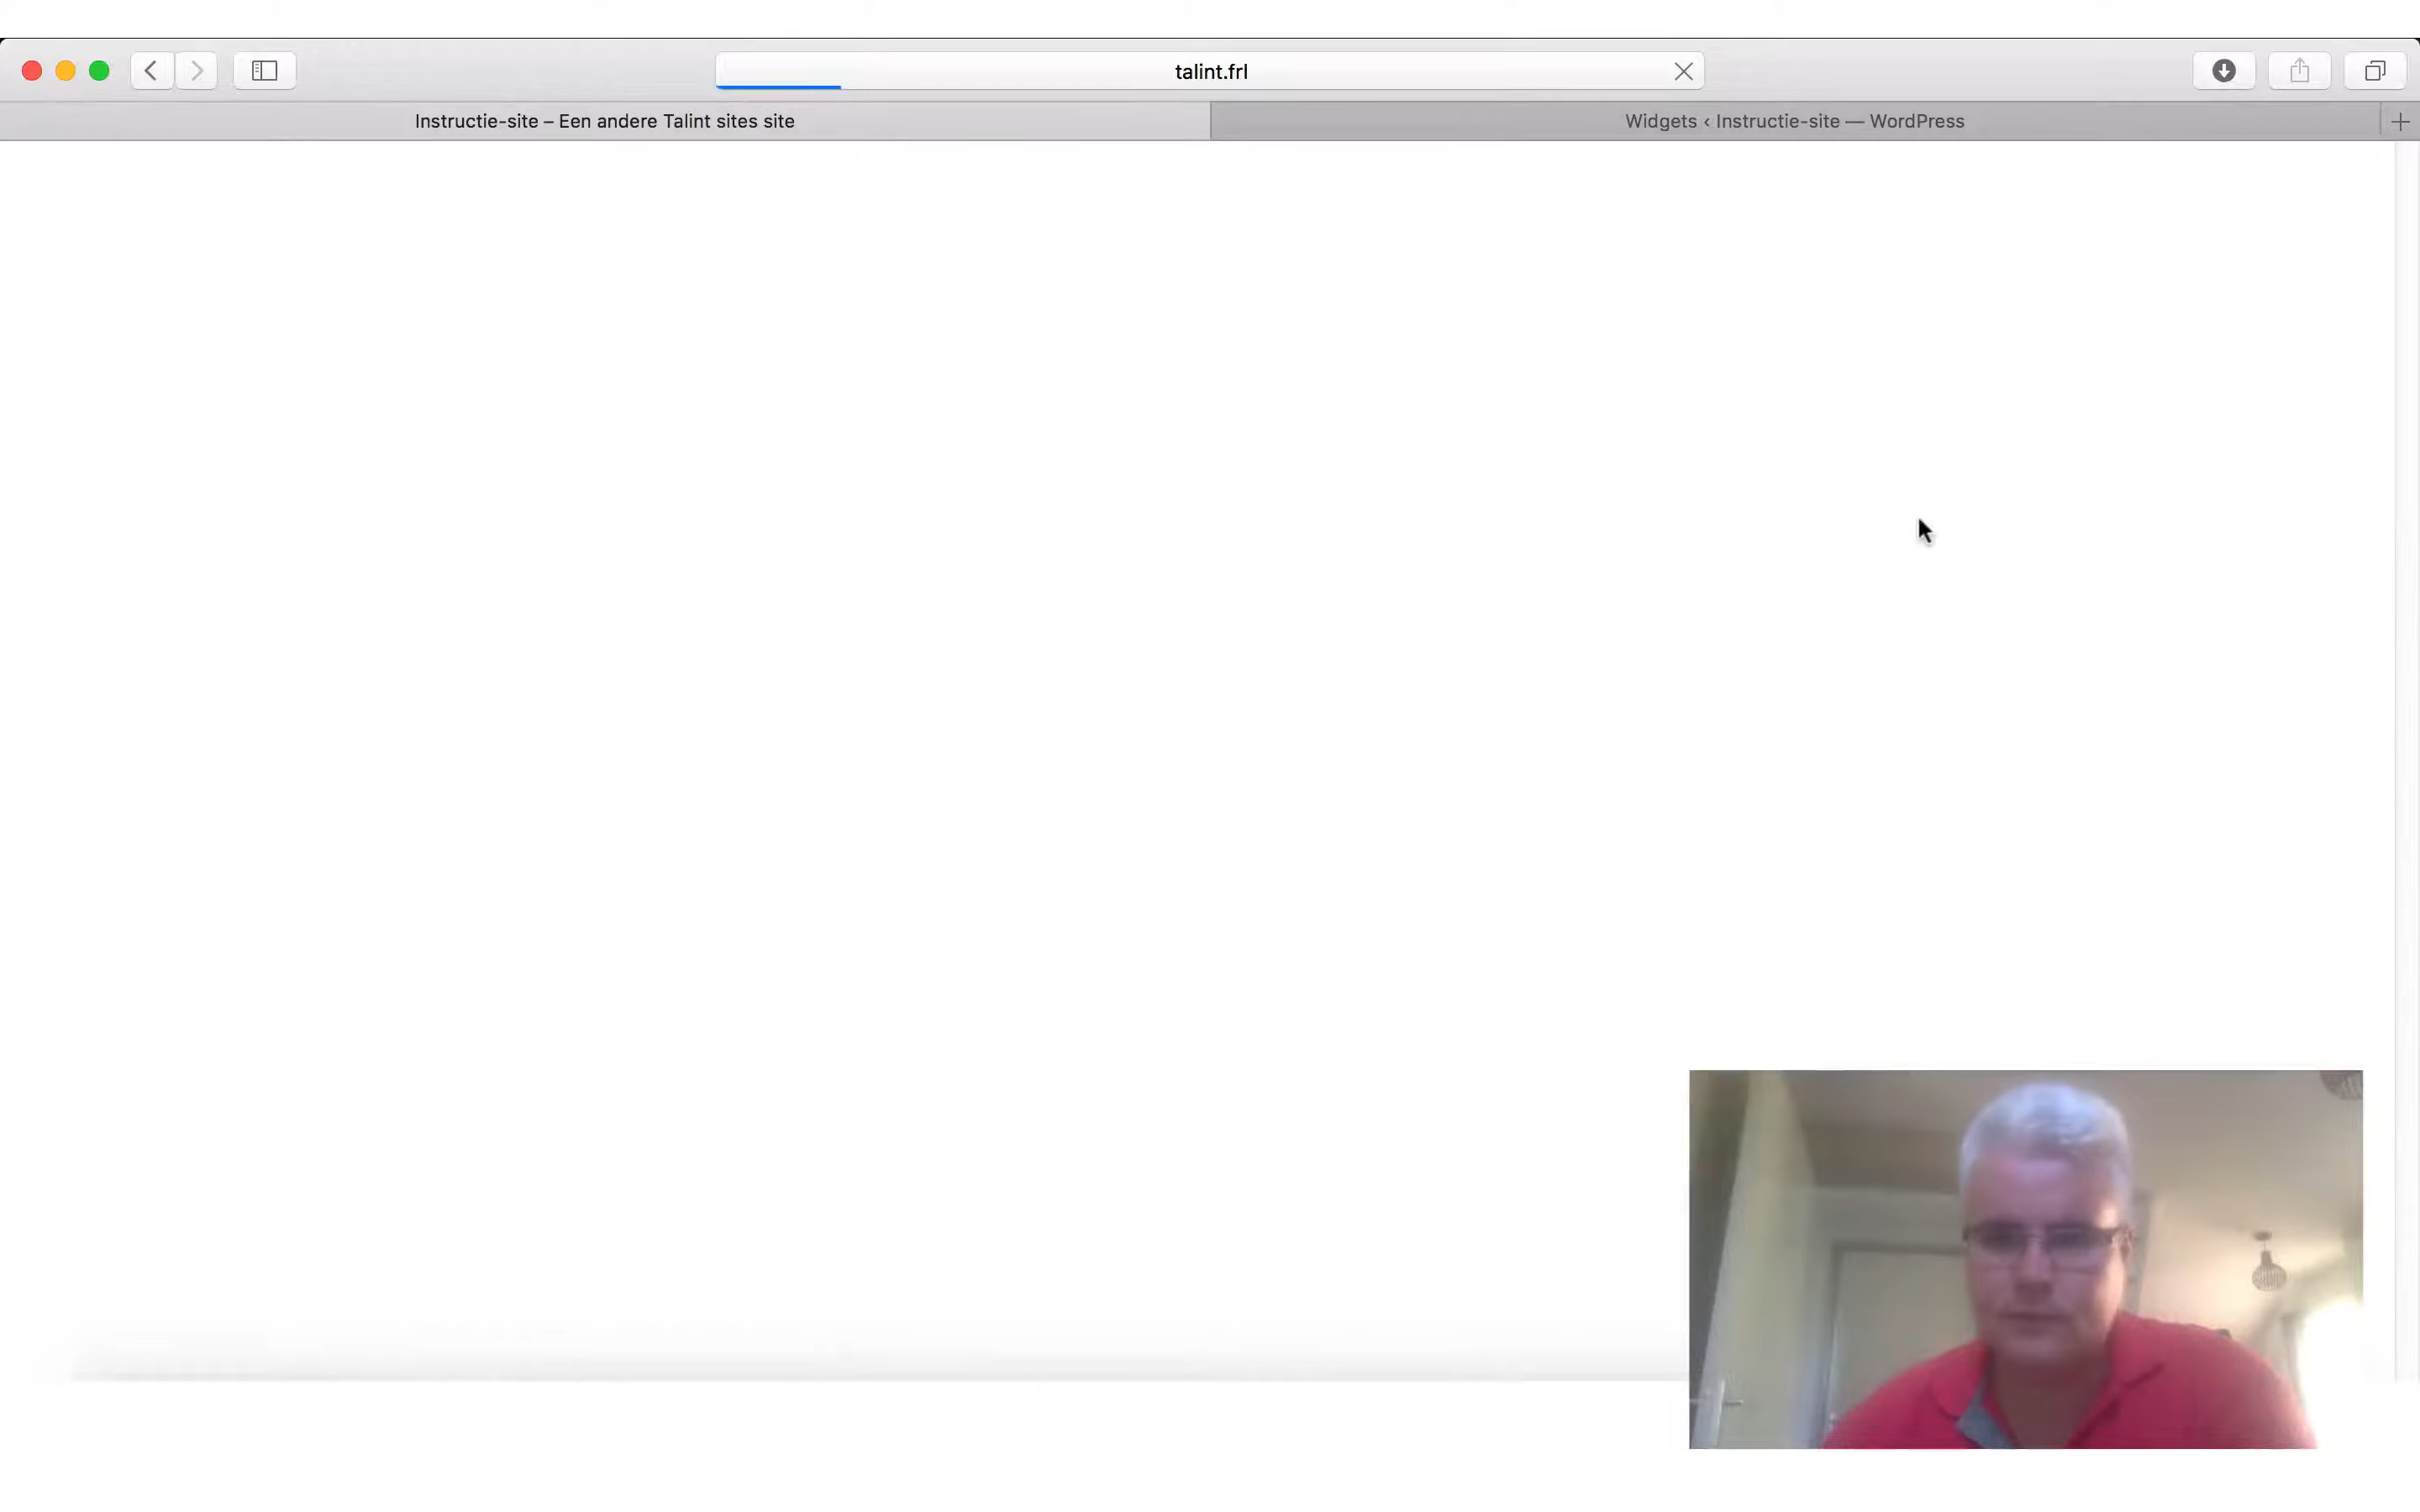 talint.frl
Instructie-site – Een andere Talint sites site
Widgets ‹ Instructie-site — WordPress